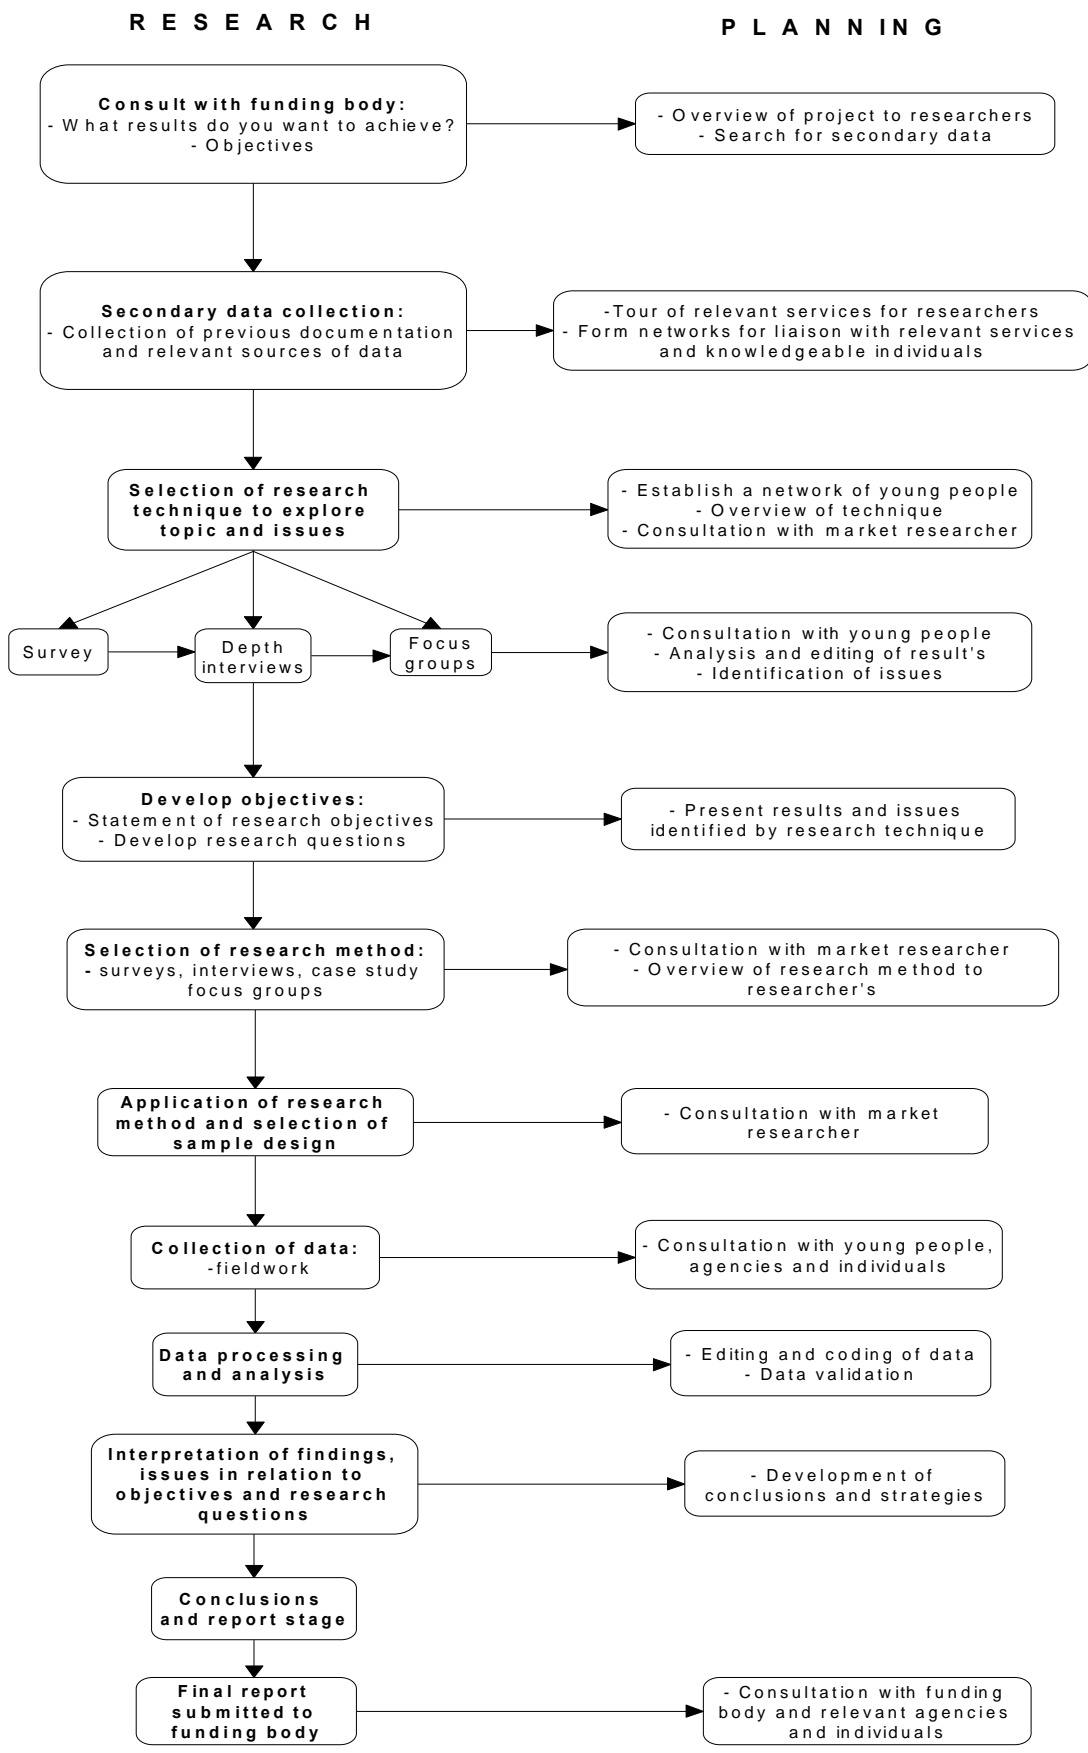 RESEARCH
PLANNING
Consult with funding body:
- What results do you want to achieve?
- Objectives
- Overview of project to researchers
- Search for secondary data
Secondary data collection:
- Collection of previous documentation
and relevant sources of data
-Tour of relevant services for researchers
- Form networks for liaison with relevant services
and knowledgeable individuals
Selection of research
technique to explore
topic and issues
- Establish a network of young people
- Overview of technique
- Consultation with market researcher
Survey
Depth
interviews
Focus
groups
- Consultation with young people
- Analysis and editing of result's
- Identification of issues
Develop objectives:
- Statement of research objectives
- Develop research questions
- Present results and issues
identified by research technique
Selection of research method:
- surveys, interviews, case study
focus groups
- Consultation with market researcher
- Overview of research method to
researcher's
Application of research
method and selection of
sample design
- Consultation with market
researcher
Collection of data:
-fieldwork
- Consultation with young people,
agencies and individuals
Data processing
and analysis
- Editing and coding of data
- Data validation
Interpretation of findings,
issues in relation to
objectives and research
questions
- Development of
conclusions and strategies
Conclusions
and report stage
Final report
submitted to
funding body
- Consultation with funding
body and relevant agencies
and individuals